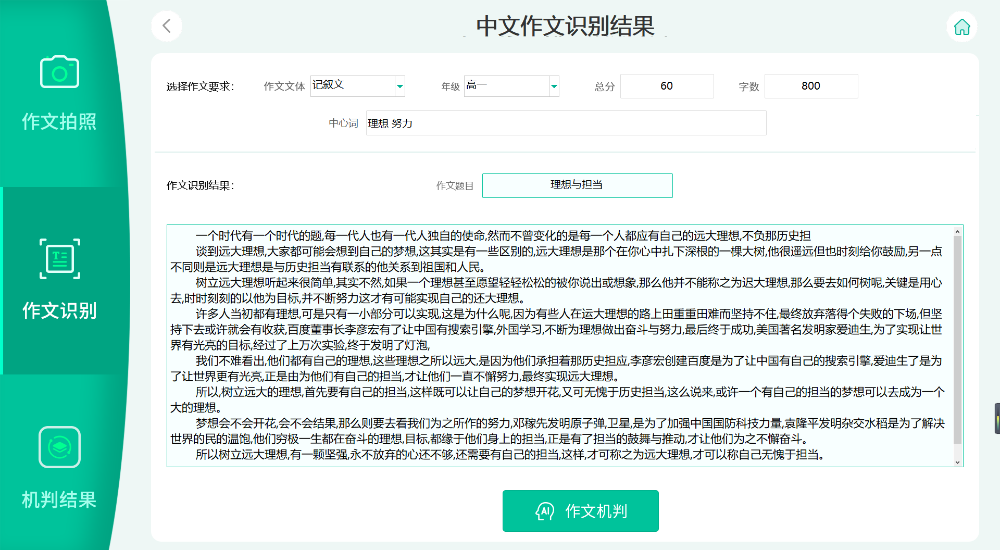 中文作文识别结果
作文拍照
作文识别
机判结果
选择作文要求：
作文文体 记叙文 年级 高一 总分 60 字数 800
中心词 理想 努力
作文识别结果：
作文题目 理想与担当
一个时代有一个时代的题,每一代人也有一代人独自的使命,然而不曾变化的是每一个人都应有自己的远大理想,不负那历史担
谈到远大理想,大家都可能会想到自己的梦想,这其实是有一些区别的,远大理想是那个在你心中扎下深根的一棵大树,他很遥远但也时刻给你鼓励,另一点
不同则是远大理想是与历史担当有联系的他关系到祖国和人民。
树立远大理想听起来很简单,其实不然,如果一个理想甚至愿望轻轻松松的被你说出或想象,那么他并不能称之为迟大理想,那么要去如何树呢,关键是用心
去,时时刻刻的以他为目标,并不断努力这才有可能实现自己的还大理想。
许多人当初都有理想,可是只有一小部分可以实现,这是为什么呢,因为有些人在运大理想的路上田重重田难而坚持不住,最终放弃落得个失败的下场,但坚
持下去或许就会有收获,百度董事长李彦宏有了让中国有搜索引擎,外国学习,不断为理想做出奋斗与努力,最后终于成功,美国著名发明家爱迪生,为了实现让世
界有光亮的目标,经过了上万次实验,终于发明了灯泡,
我们不难看出,他们都有自己的理想,这些理想之所以远大,是因为他们承担着那历史担应,李彦宏创建百度是为了让中国有自己的搜索引擎,爱迪生了是为
了让世界更有光亮,正是由为他们有自己的担当,才让他们一直不懈努力,最终实现远大理想。
所以,树立远大的理想,首先要有自己的担当,这样既可以让自己的梦想开花,又可无愧于历史担当,这么说来,或许一个有自己的担当的梦想可以去成为一个
大的理想。
梦想会不会开花,会不会结果,那么则要去看我们为之所作的努力,邓稼先发明原子弹,卫星,是为了加强中国国防科技力量,袁隆平发明杂交水稻是为了解决
世界的民的温饱,他们穷极一生都在奋斗的理想,目标,都缘于他们身上的担当,正是有了担当的鼓舞与推动,才让他们为之不懈奋斗。
所以树立远大理想,有一颗坚强,永不放弃的心还不够,还需要有自己的担当,这样,才可称之为远大理想,才可以称自己无愧于担当。
AI 作文机判